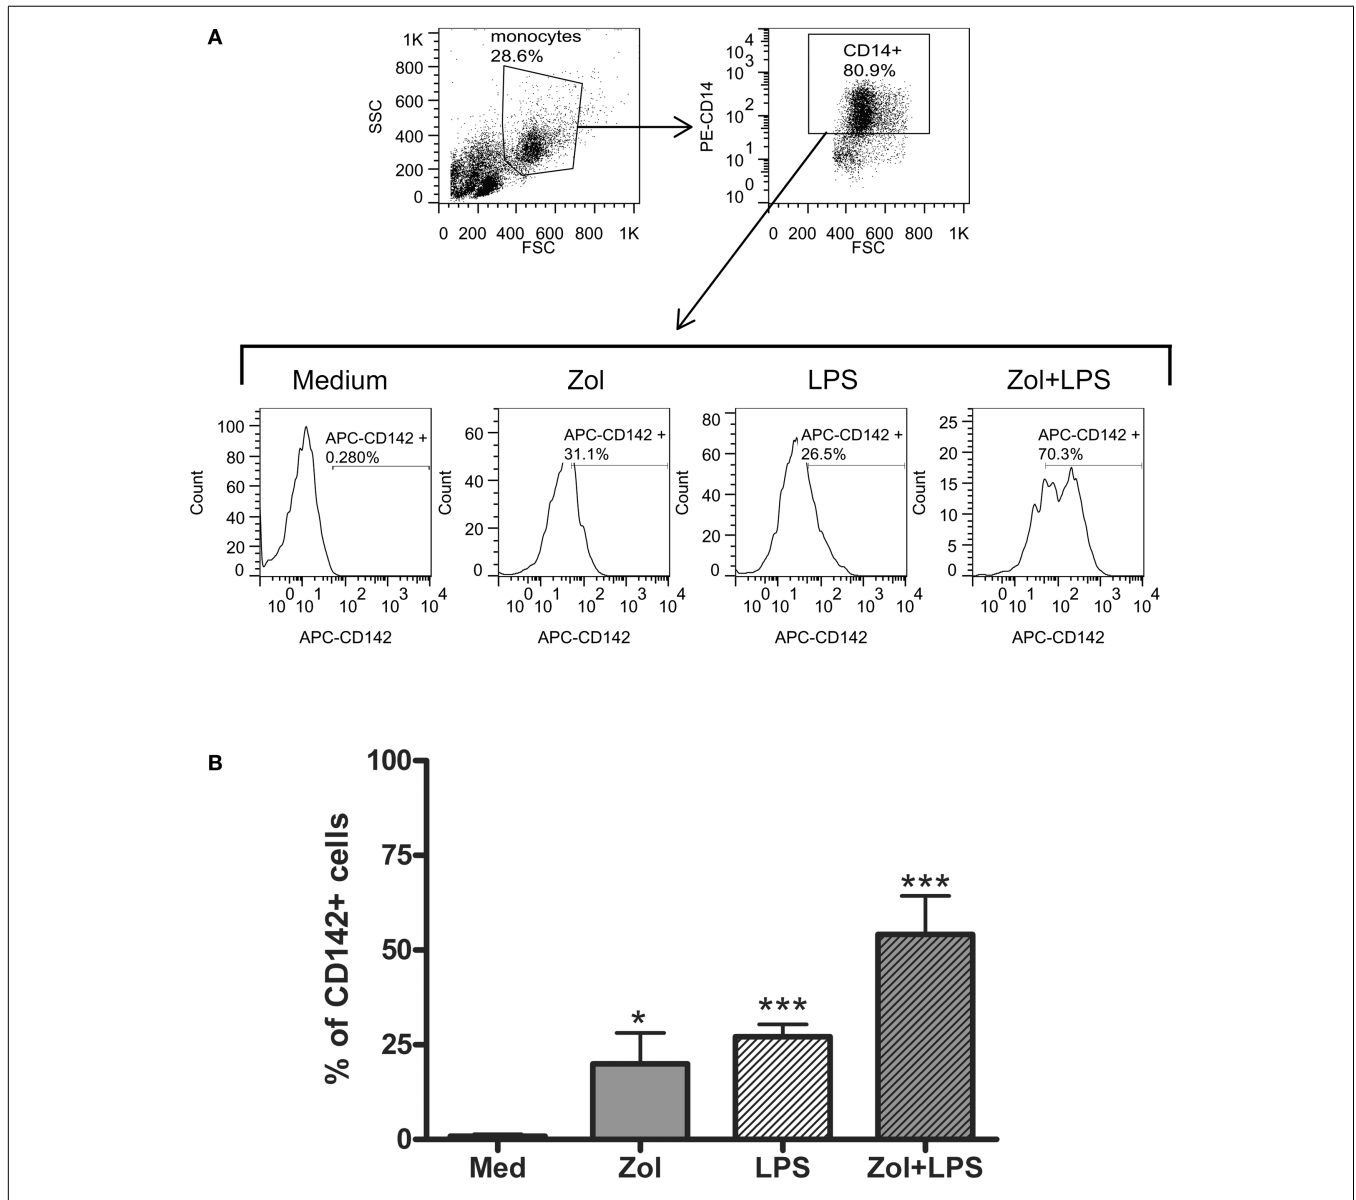 A
monocytes
28.6%
1K
800
600
400
200
0
SSC
0 200 400 600 800 1K
FSC
CD14+
80.9%
10^4
10^3
10^2
10^1
10^0
PE-CD14
0 200 400 600 800 1K
FSC
Medium Zol LPS Zol+LPS
APC-CD142 +
0.280%
100
80
60
40
20
0
Count
10^0 10^1 10^2 10^3 10^4
APC-CD142
APC-CD142 +
31.1%
60
40
20
0
Count
10^0 10^1 10^2 10^3 10^4
APC-CD142
APC-CD142 +
26.5%
80
60
40
20
0
Count
10^0 10^1 10^2 10^3 10^4
APC-CD142
APC-CD142 +
70.3%
25
20
15
10
5
0
Count
10^0 10^1 10^2 10^3 10^4
APC-CD142
B
100
75
50
25
0
% of CD142+ cells
*
***
***
Med Zol LPS Zol+LPS